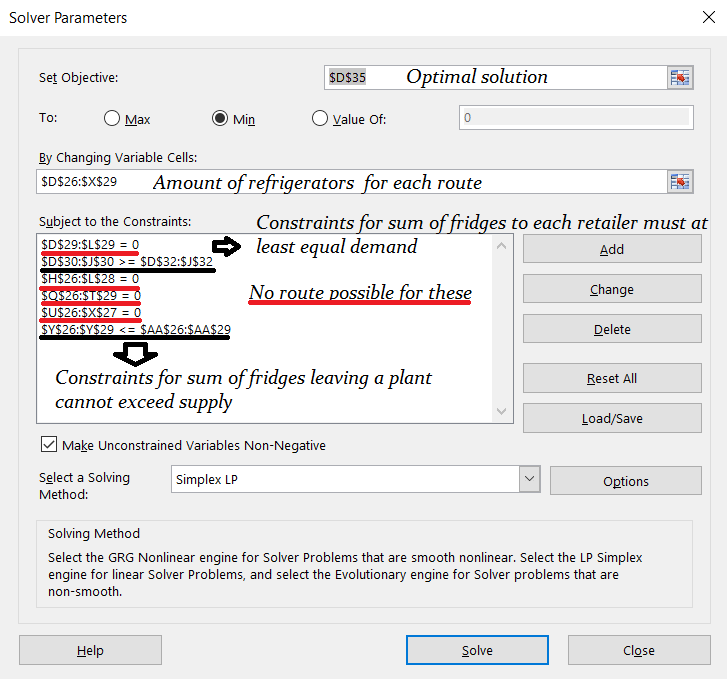 Solver Parameters
Set Objective:
$D$35
Optimal solution
To:
Max
Min
Value Of:
0
By Changing Variable Cells:
$D$26:$X$29
Amount of refrigerators for each route
Subject to the Constraints:
Constraints for sum of fridges to each retailer must at
least equal demand
$D$29:$L$29 = 0
$D$30:$J$30 >= $D$32:$J$32
$H$26:$L$28 = 0
$Q$26:$T$29 = 0
$U$26:$X$27 = 0
$Y$26:$Y$29 <= $AA$26:$AA$29
No route possible for these
Constraints for sum of fridges leaving a plant
cannot exceed supply
Add
Change
Delete
Reset All
Load/Save
Make Unconstrained Variables Non-Negative
Select a Solving
Method:
Simplex LP
Options
Solving Method
Select the GRG Nonlinear engine for Solver Problems that are smooth nonlinear. Select the LP Simplex
engine for linear Solver Problems, and select the Evolutionary engine for Solver problems that are
non-smooth.
Help
Solve
Close